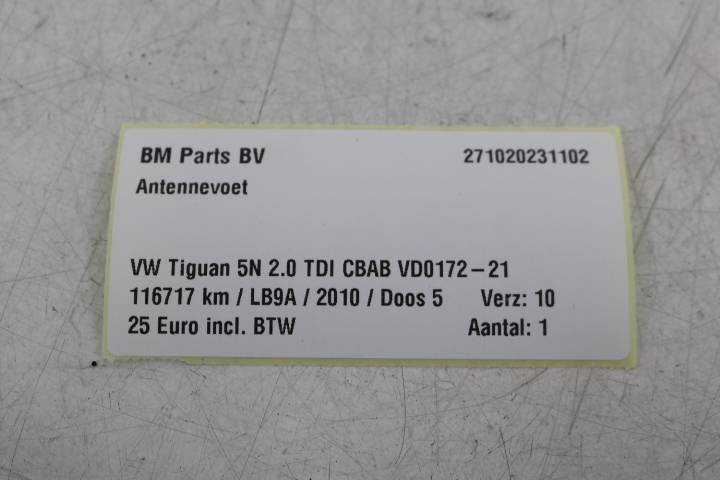 BM Parts BV 271020231102
Antennevoet
VW Tiguan 5N 2.0 TDI CBAB VD0172-21
116717 km / LB9A / 2010 / Doos 5 Verz: 10
25 Euro incl. BTW Aantal: 1